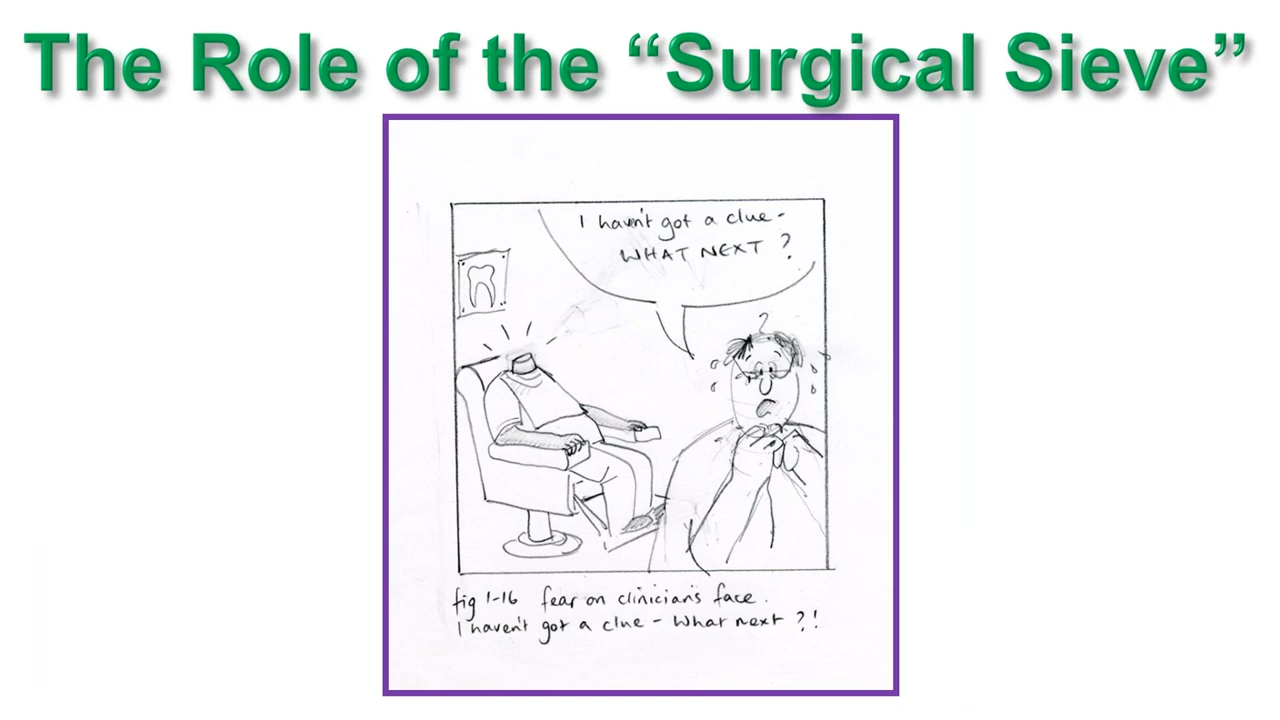 The Role of the “Surgical Sieve”
I havn't got a clue -
WHAT NEXT ?
?
fig 1-16 fear on clinician's face .
I haven't got a clue - What next ?!